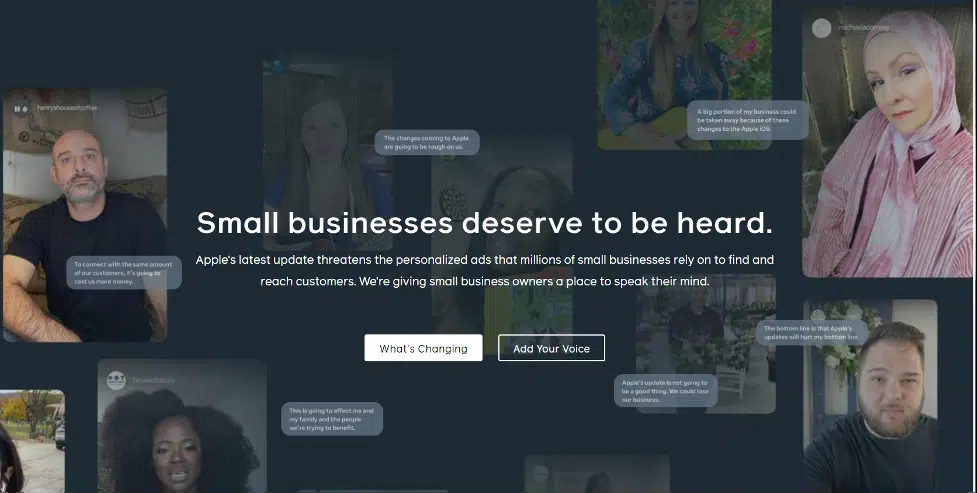 michaelacorning
henryshouseofcoffee
A big portion of my business could
be taken away because of these
changes to the Apple iOS.
The changes coming to Apple
are going to be tough on us.
Small businesses deserve to be heard.
Apple's latest update threatens the personalized ads that millions of small businesses rely on to find and
reach customers. We're giving small business owners a place to speak their mind.
To connect with the same amount
of our customers, it's going to
cost us more money.
The bottom line is that Apple's
updates will hurt my bottom line.
What's Changing
Add Your Voice
Apple's update is not going to
be a good thing. We could lose
our business.
This is going to affect me and
my family and the people
we're trying to benefit.